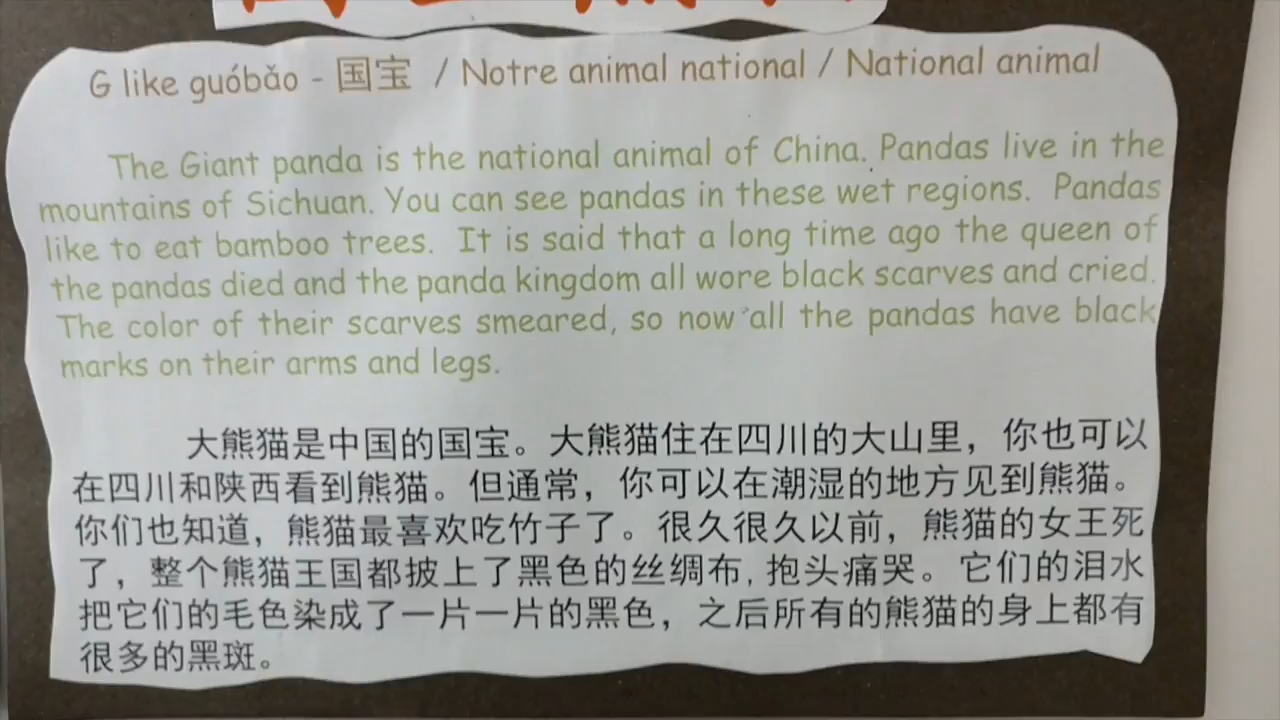 G like guóbǎo - 国宝 / Notre animal national / National animal
The Giant panda is the national animal of China. Pandas live in the
mountains of Sichuan. You can see pandas in these wet regions. Pandas
like to eat bamboo trees. It is said that a long time ago the queen of
the pandas died and the panda kingdom all wore black scarves and cried.
The color of their scarves smeared, so now all the pandas have black
marks on their arms and legs.
大熊猫是中国的国宝。大熊猫住在四川的大山里，你也可以
在四川和陕西看到熊猫。但通常，你可以在潮湿的地方见到熊猫。
你们也知道，熊猫最喜欢吃竹子了。很久很久以前，熊猫的女王死
了，整个熊猫王国都披上了黑色的丝绸布,抱头痛哭。它们的泪水
把它们的毛色染成了一片一片的黑色，之后所有的熊猫的身上都有
很多的黑斑。